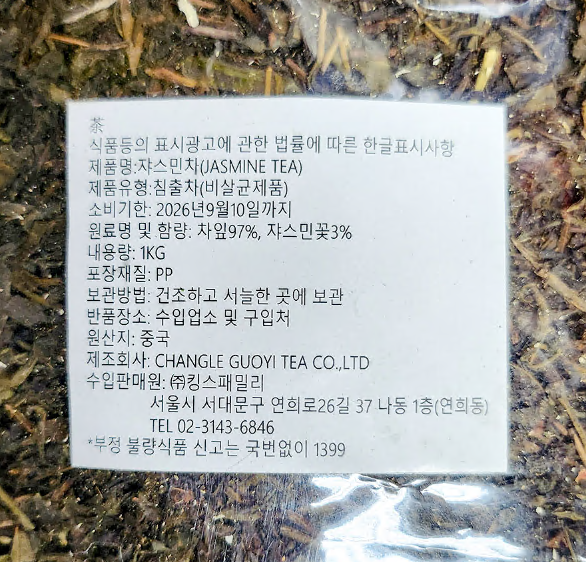 茶
식품등의 표시광고에 관한 법률에 따른 한글표시사항
제품명:쟈스민차(JASMINE TEA)
제품유형:침출차(비살균제품)
소비기한: 2026년9월10일까지
원료명 및 함량: 차잎97%, 쟈스민꽃3%
내용량: 1KG
포장재질: PP
보관방법: 건조하고 서늘한 곳에 보관
반품장소: 수입업소 및 구입처
원산지: 중국
제조회사: CHANGLE GUOYI TEA CO.,LTD
수입판매원: ㈜킹스패밀리
서울시 서대문구 연희로26길 37 나동 1층(연희동)
TEL 02-3143-6846
*부정 불량식품 신고는 국번없이 1399